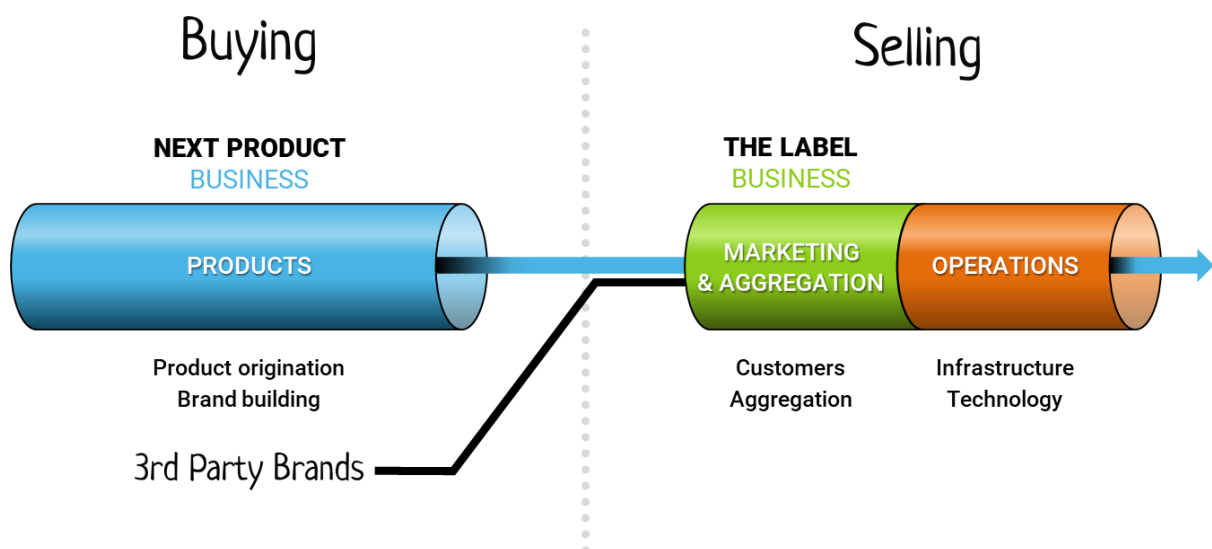 Buying
Selling
NEXT PRODUCT
BUSINESS
THE LABEL
BUSINESS
PRODUCTS
MARKETING
& AGGREGATION
OPERATIONS
Product origination
Brand building
Customers
Aggregation
Infrastructure
Technology
3rd Party Brands